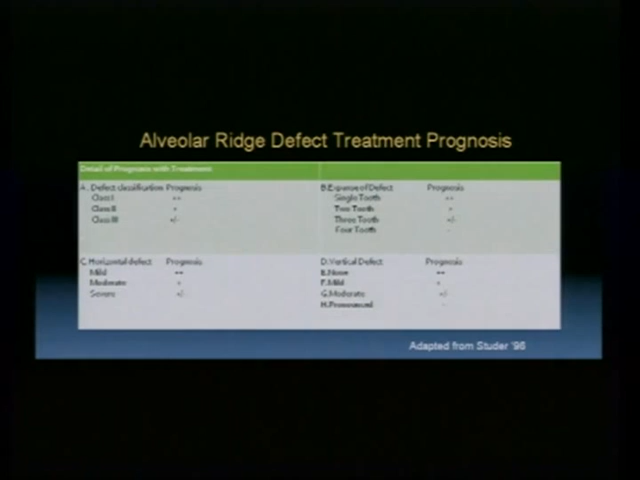 Alveolar Ridge Defect Treatment Prognosis
Detail of Prognosis with Treatment
A. Defect classification Prognosis
Class I ++
Class II +
Class III +/-
B.Expanse of Defect Prognosis
Single Tooth ++
Two Tooth +
Three Tooth +/-
Four Tooth -
C. Horizontal defect Prognosis
Mild ++
Moderate +
Severe +/-
D.Vertical Defect Prognosis
E.None ++
F.Mild +
G.Moderate +/-
H.Pronounced -
Adapted from Studer '96